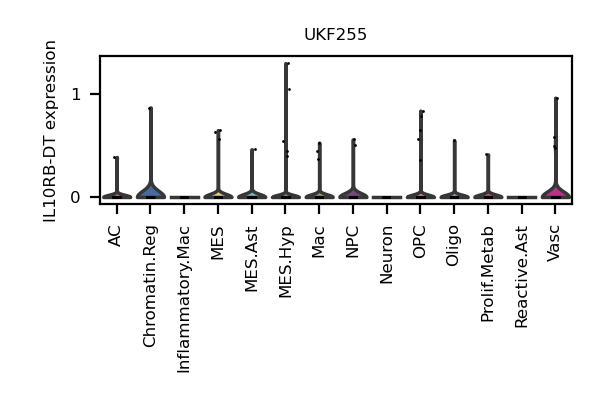 UKF255
IL10RB-DT expression
1
0
AC
Chromatin.Reg
Inflammatory.Mac
MES
MES.Ast
MES.Hyp
Mac
NPC
Neuron
OPC
Oligo
Prolif.Metab
Reactive.Ast
Vasc